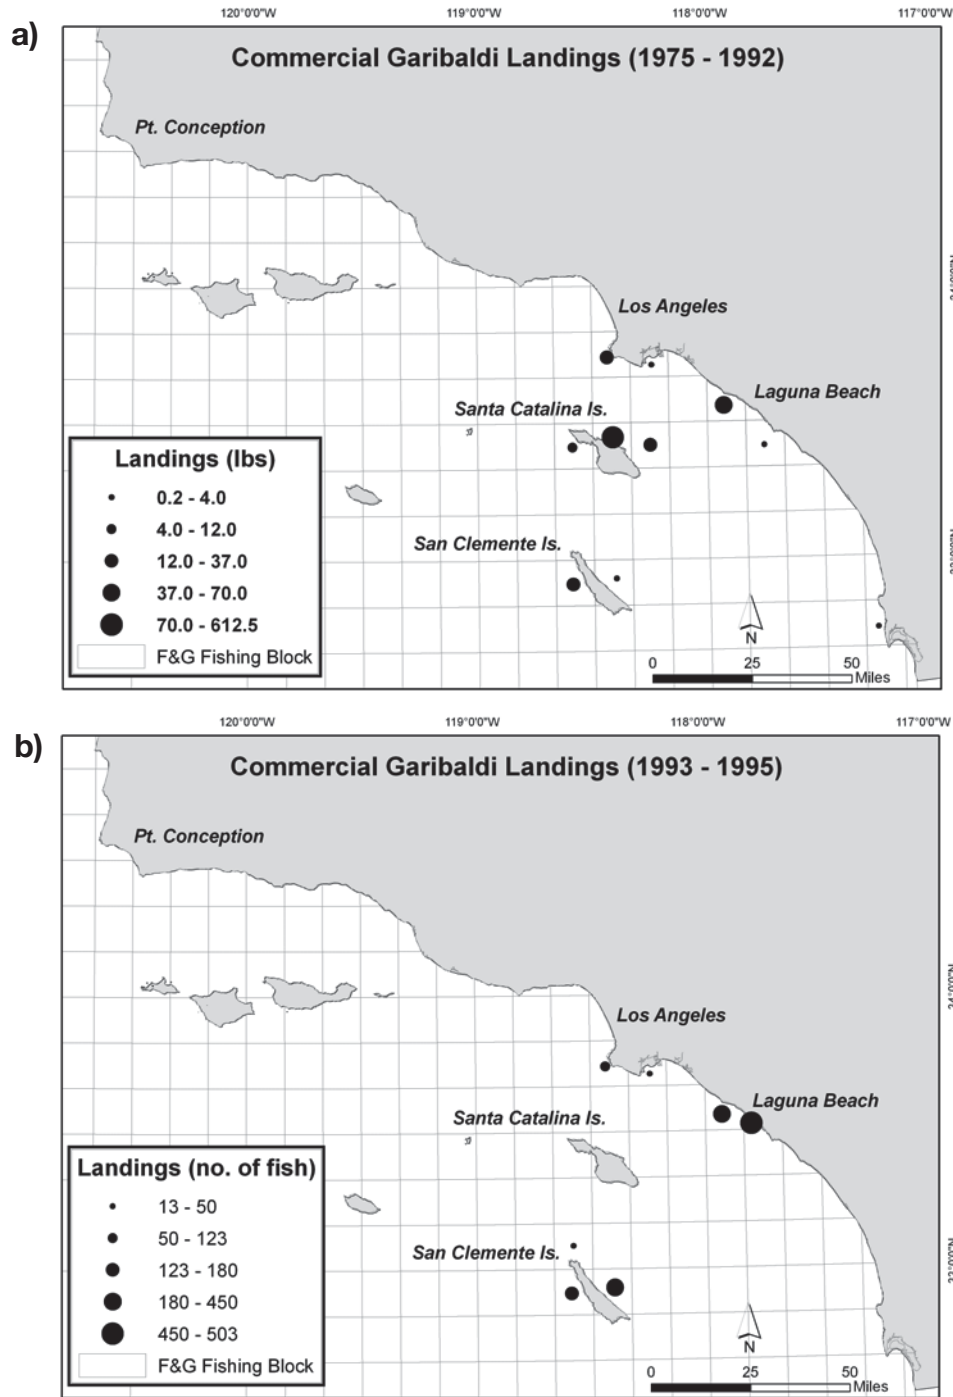 a)
120°0'0"W 119°0'0"W 118°0'0"W 117°0'0"W
Commercial Garibaldi Landings (1975 - 1992)
Pt. Conception
Los Angeles
Laguna Beach
Santa Catalina Is.
San Clemente Is.
Landings (lbs)
0.2 - 4.0
4.0 - 12.0
12.0 - 37.0
37.0 - 70.0
70.0 - 612.5
F&G Fishing Block
N
0 25 50
Miles
b)
120°0'0"W 119°0'0"W 118°0'0"W 117°0'0"W
Commercial Garibaldi Landings (1993 - 1995)
Pt. Conception
Los Angeles
34°0'0"N
Laguna Beach
Santa Catalina Is.
San Clemente Is.
Landings (no. of fish)
13 - 50
50 - 123
123 - 180
180 - 450
450 - 503
F&G Fishing Block
N
0 25 50
Miles